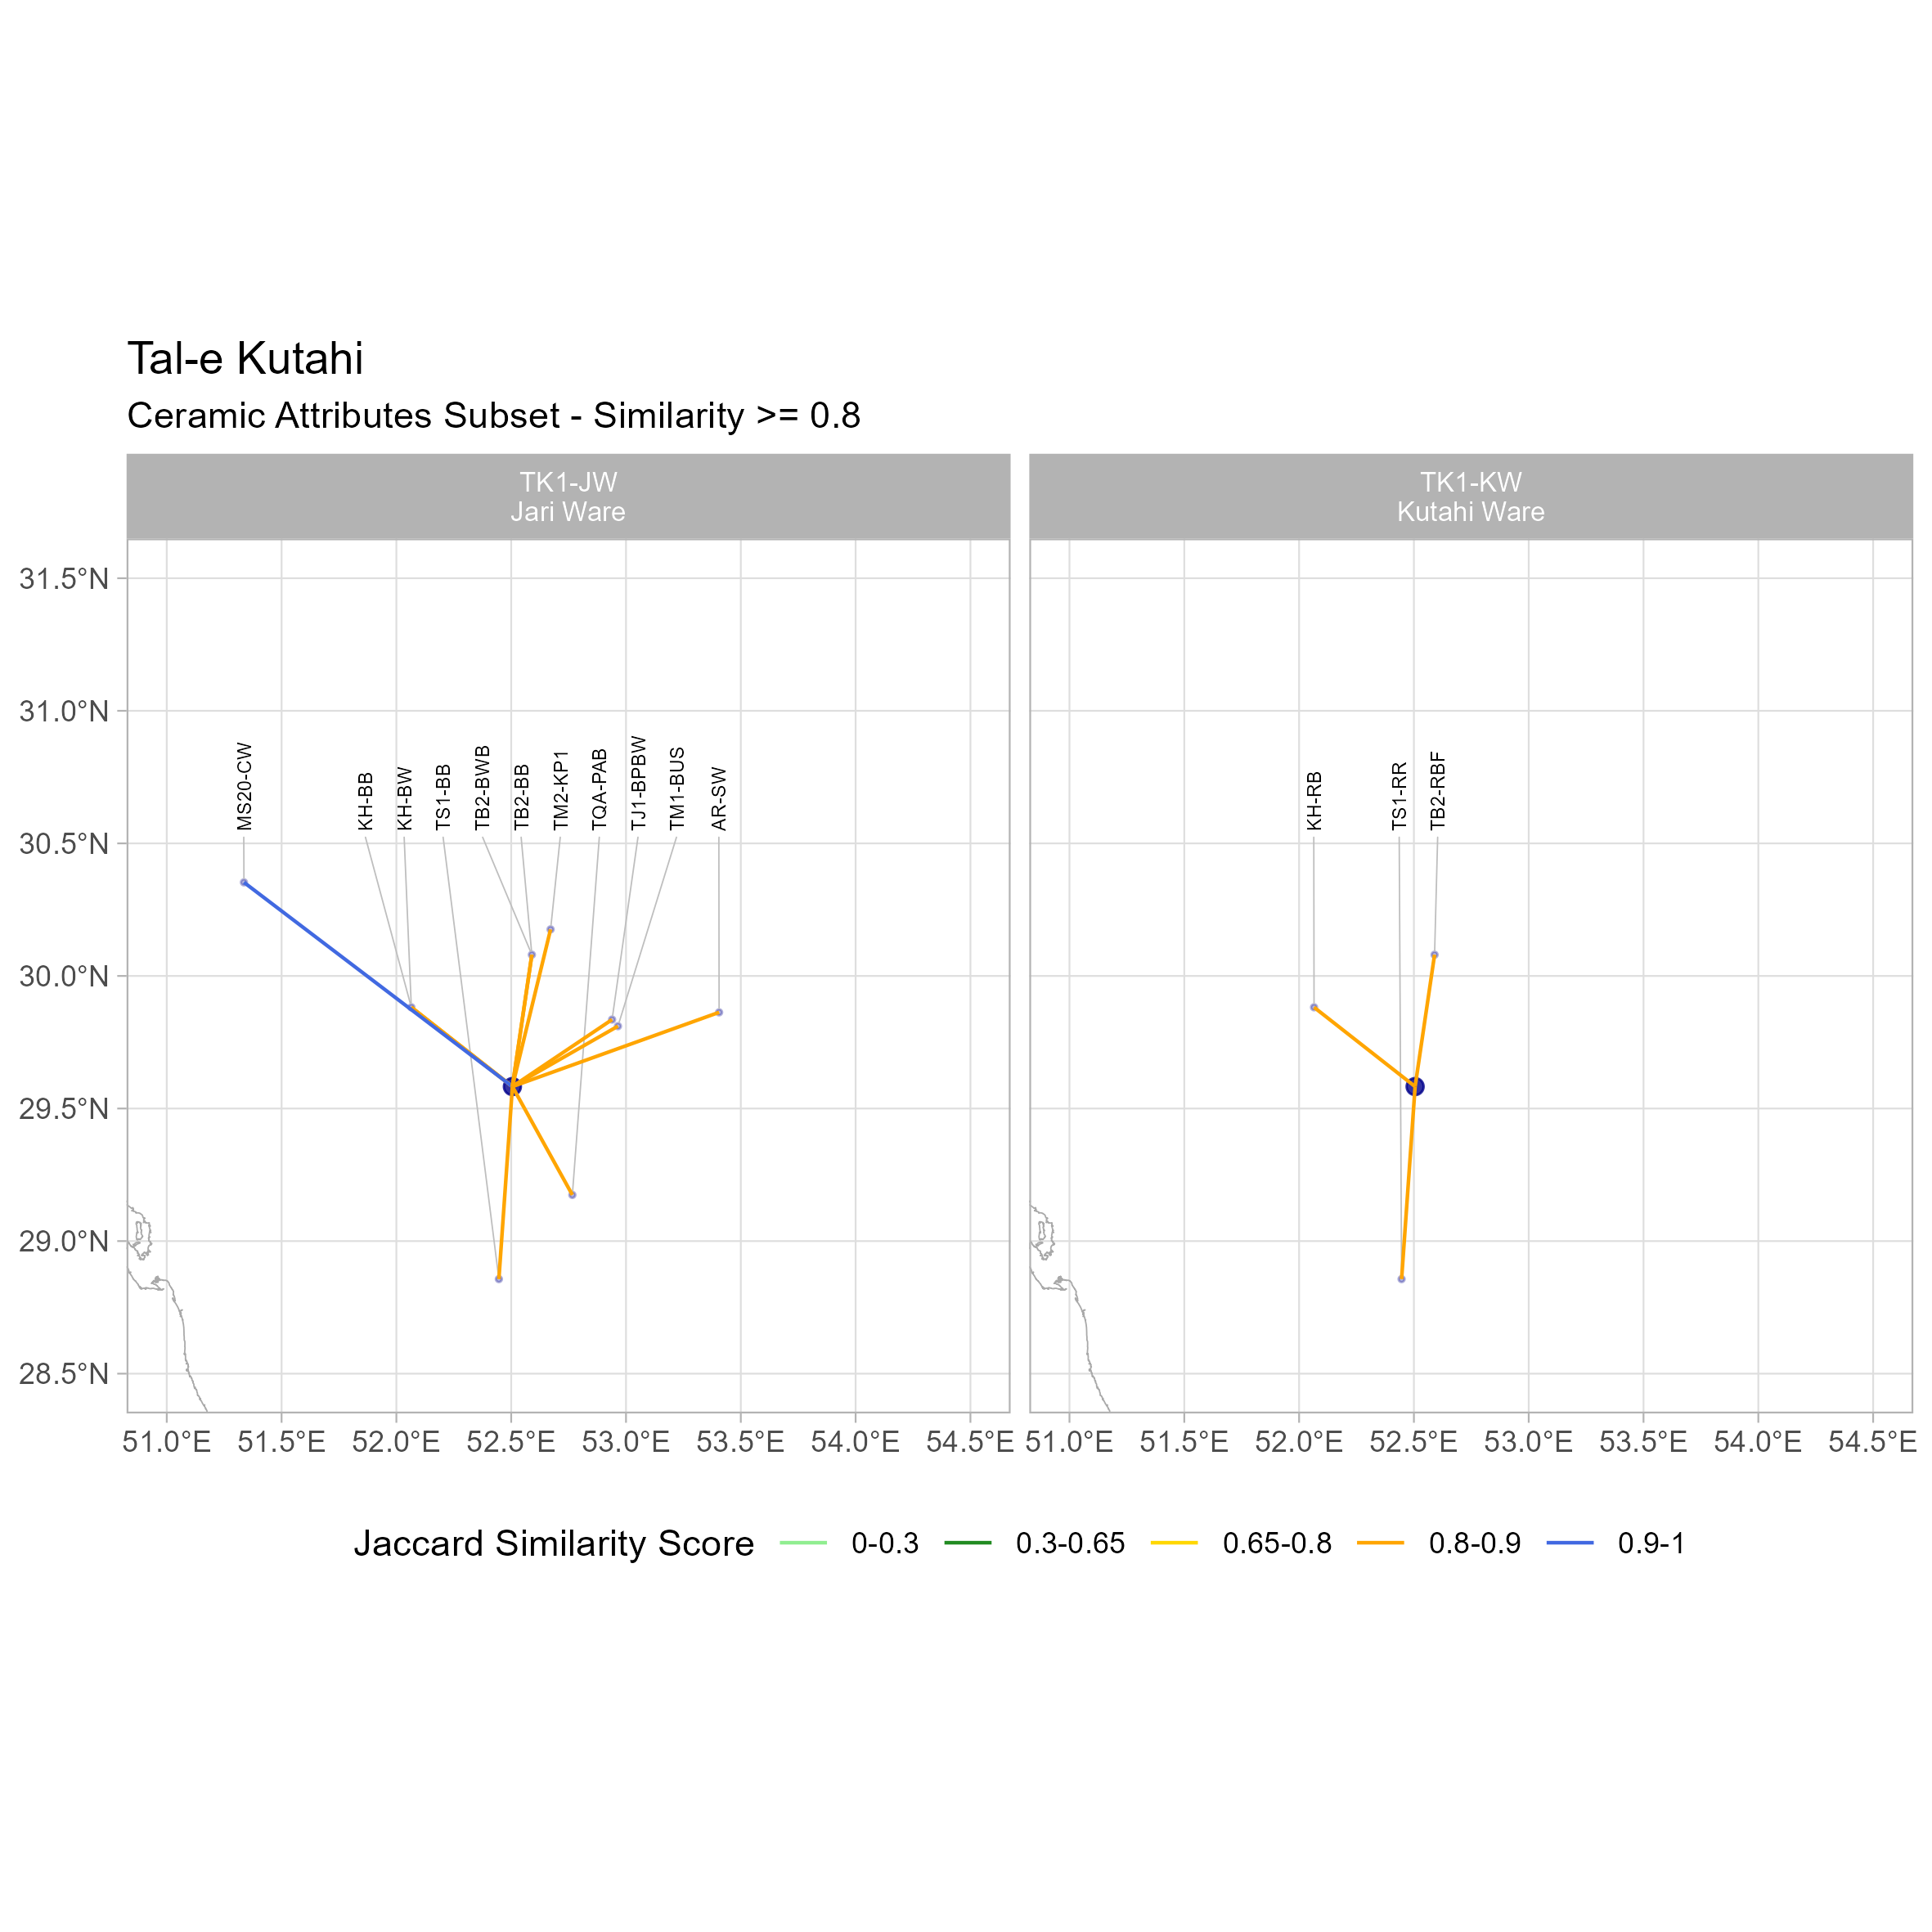 Tal-e Kutahi
Ceramic Attributes Subset - Similarity >= 0.8
TK1-JW
Jari Ware
TK1-KW
Kutahi Ware
31.5°N
31.0°N
30.5°N
30.0°N
29.5°N
29.0°N
28.5°N
MS20-CW
KH-BB
KH-BW
TS1-BB
TB2-BWB
TB2-BB
TM2-KP1
TQA-PAB
TJ1-BPBW
TM1-BUS
AR-SW
KH-RB
TS1-RR
TB2-RBF
51.0°E 51.5°E 52.0°E 52.5°E 53.0°E 53.5°E 54.0°E 54.5°E
51.0°E 51.5°E 52.0°E 52.5°E 53.0°E 53.5°E 54.0°E 54.5°E
Jaccard Similarity Score 0-0.3 0.3-0.65 0.65-0.8 0.8-0.9 0.9-1